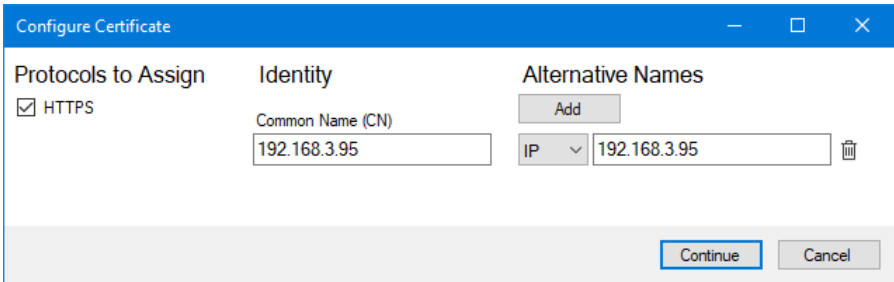 Configure Certificate
Protocols to Assign
HTTPS
Identity
Common Name (CN)
192.168.3.95
Alternative Names
Add
IP 192.168.3.95
Continue Cancel